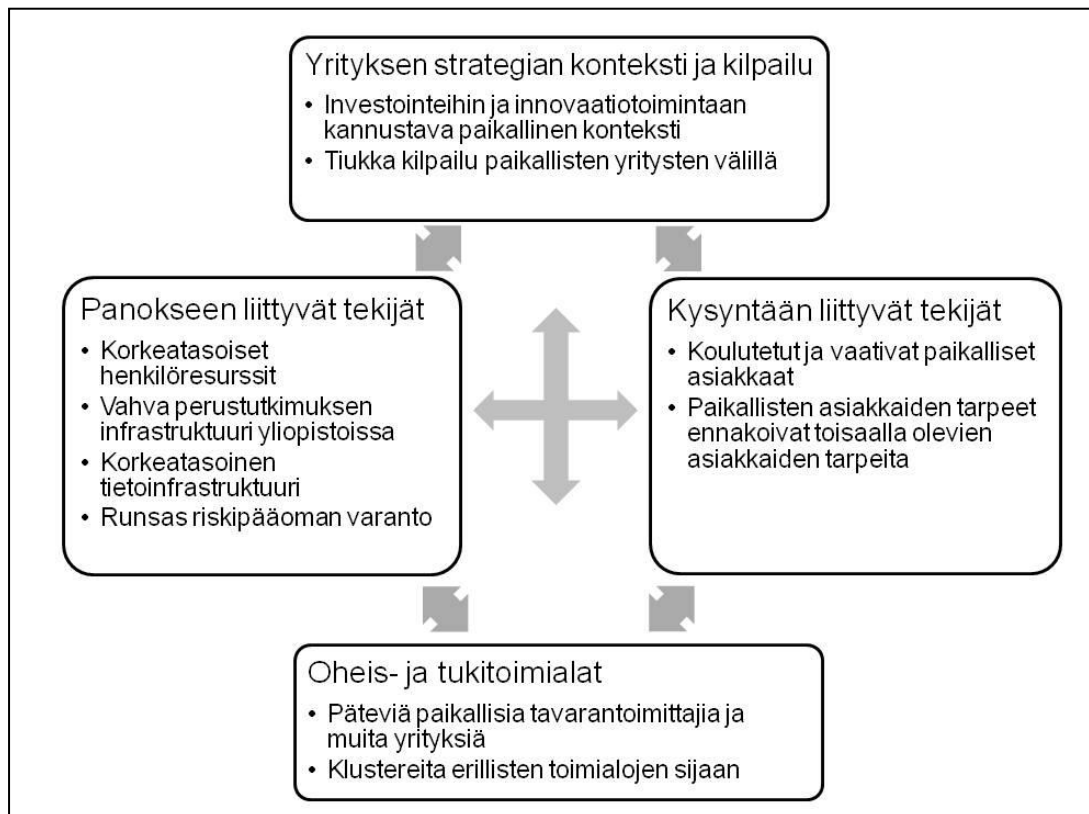 Yrityksen strategian konteksti ja kilpailu
• Investointeihin ja innovaatiotoimintaan
kannustava paikallinen konteksti
• Tiukka kilpailu paikallisten yritysten välillä
Panokseen liittyvät tekijät
• Korkeatasoiset
henkilöresurssit
• Vahva perustutkimuksen
infrastruktuuri yliopistoissa
• Korkeatasoinen
tietoinfrastruktuuri
• Runsas riskipääoman varanto
Kysyntään liittyvät tekijät
• Koulutetut ja vaativat paikalliset
asiakkaat
• Paikallisten asiakkaiden tarpeet
ennakoivat toisaalla olevien
asiakkaiden tarpeita
Oheis- ja tukitoimialat
• Päteviä paikallisia tavarantoimittajia ja
muita yrityksiä
• Klustereita erillisten toimialojen sijaan